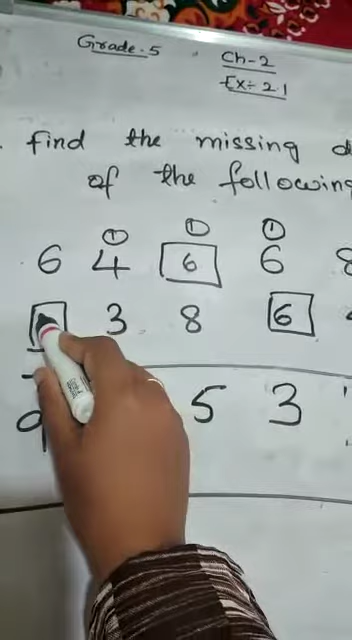 Grade-5
Ch-2
Ex:- 2.1
Find the missing
of the following
1 1 1
6 4 6 6
3 8 6
9 5 3